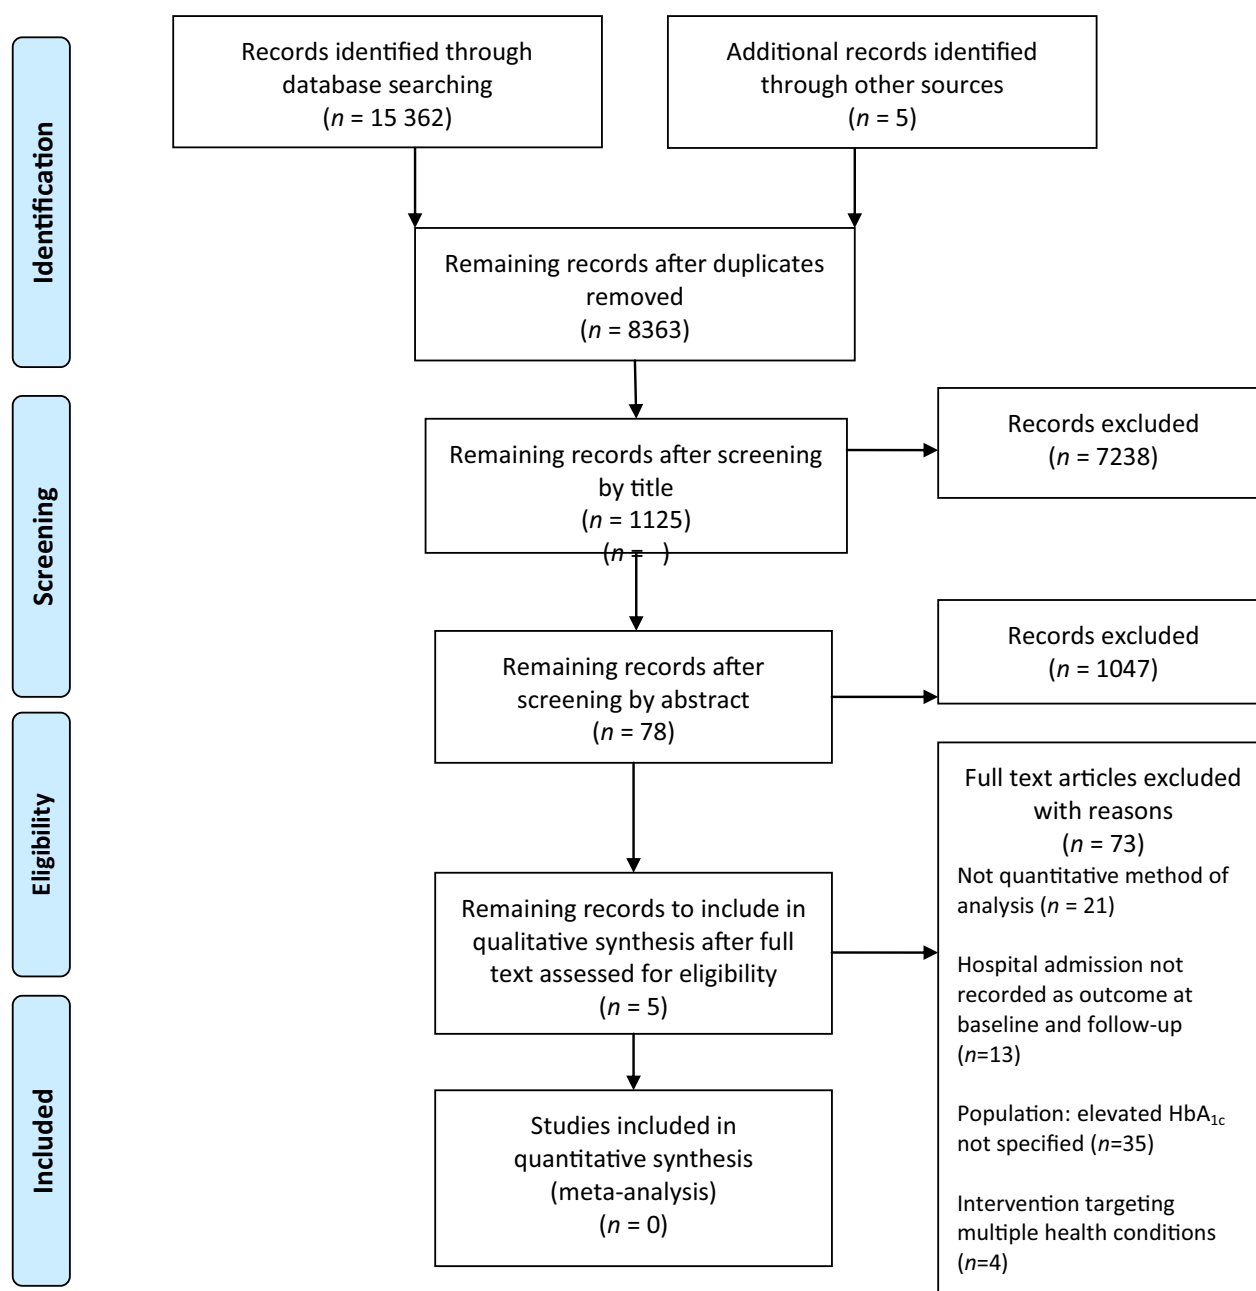 Identification
Records identified through
database searching
(n = 15 362)
Additional records identified
through other sources
(n = 5)
Remaining records after duplicates
removed
(n = 8363)
Screening
Remaining records after screening
by title
(n = 1125)
(n = )
Records excluded
(n = 7238)
Remaining records after
screening by abstract
(n = 78)
Records excluded
(n = 1047)
Eligibility
Remaining records to include in
qualitative synthesis after full
text assessed for eligibility
(n = 5)
Full text articles excluded
with reasons
(n = 73)
Not quantitative method of
analysis (n = 21)
Hospital admission not
recorded as outcome at
baseline and follow-up
(n=13)
Population: elevated HbA1c
not specified (n=35)
Intervention targeting
multiple health conditions
(n=4)
Included
Studies included in
quantitative synthesis
(meta-analysis)
(n = 0)